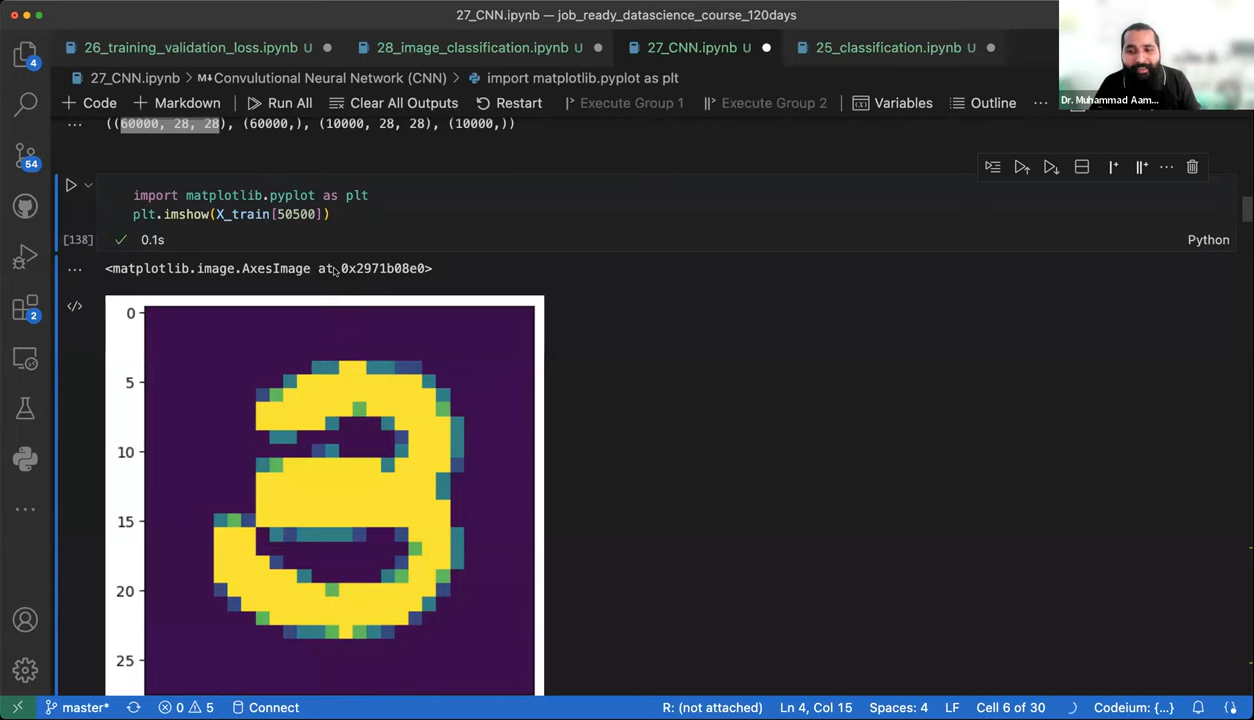 27_CNN.ipynb — job_ready_datascience_course_120days
26_training_validation_loss.ipynb U
28_image_classification.ipynb U
27_CNN.ipynb U
25_classification.ipynb U
27_CNN.ipynb > M↓Convulutional Neural Network (CNN) > import matplotlib.pyplot as plt
+ Code + Markdown Run All Clear All Outputs Restart Execute Group 1 Execute Group 2 Variables Outline ...
Dr. Muhammad Aam...
4
54
2
... ((60000, 28, 28), (60000,), (10000, 28, 28), (10000,))
import matplotlib.pyplot as plt
plt.imshow(X_train[50500])
[138] ✓ 0.1s Python
... <matplotlib.image.AxesImage at 0x2971b08e0>
0
5
10
15
20
25
master* 0 5 Connect R: (not attached) Ln 4, Col 15 Spaces: 4 LF Cell 6 of 30 Codeium: {...}